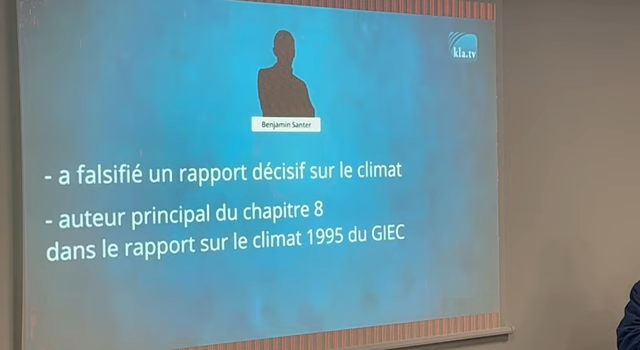 kla.tv
Benjamin Santer
- a falsifié un rapport décisif sur le climat
- auteur principal du chapitre 8
dans le rapport sur le climat 1995 du GIEC